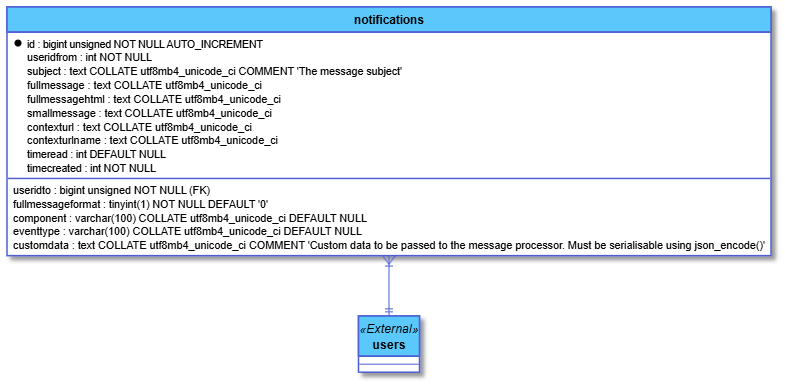 notifications
id : bigint unsigned NOT NULL AUTO_INCREMENT
useridfrom : int NOT NULL
subject : text COLLATE utf8mb4_unicode_ci COMMENT 'The message subject'
fullmessage : text COLLATE utf8mb4_unicode_ci
fullmessagehtml : text COLLATE utf8mb4_unicode_ci
smallmessage : text COLLATE utf8mb4_unicode_ci
contexturl : text COLLATE utf8mb4_unicode_ci
contexturlname : text COLLATE utf8mb4_unicode_ci
timeread : int DEFAULT NULL
timecreated : int NOT NULL
useridto : bigint unsigned NOT NULL (FK)
fullmessageformat : tinyint(1) NOT NULL DEFAULT '0'
component : varchar(100) COLLATE utf8mb4_unicode_ci DEFAULT NULL
eventtype : varchar(100) COLLATE utf8mb4_unicode_ci DEFAULT NULL
customdata : text COLLATE utf8mb4_unicode_ci COMMENT 'Custom data to be passed to the message processor. Must be serialisable using json_encode()'
«External»
users